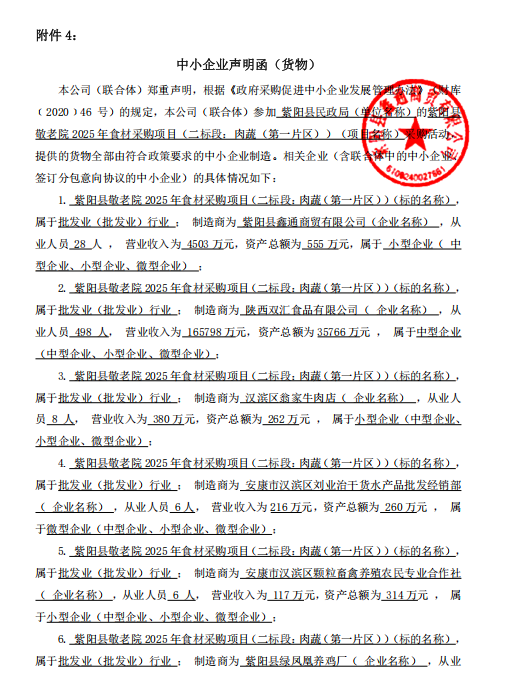 附件 4：
中小企业声明函（货物）
本公司（联合体）郑重声明，根据《政府采购促进中小企业发展管理办法》（财库
（2020）46 号）的规定，本公司（联合体）参加 紫阳县民政局（单位名称）的紫阳县
敬老院 2025 年食材采购项目（二标段：肉蔬（第一片区））（项目名称）采购活动，
提供的货物全部由符合政策要求的中小企业制造。相关企业（含联合体中的中小企业、
签订分包意向协议的中小企业）的具体情况如下：
1. 紫阳县敬老院 2025 年食材采购项目（二标段：肉蔬（第一片区））（标的名称），
属于批发业（批发业）行业 ； 制造商为 紫阳县鑫通商贸有限公司（企业名称） ，从
业人员 28 人 ， 营业收入为 4503 万元，资产总额为 555 万元，属于 小型企业（ 中
型企业、小型企业、微型企业） ；
2. 紫阳县敬老院 2025 年食材采购项目（二标段：肉蔬（第一片区））（标的名称），
属于批发业（批发业）行业 ； 制造商为 陕西双汇食品有限公司（ 企业名称） ，从
业人员 498 人， 营业收入为 165798 万元，资产总额为 35766 万元 ， 属于中型企业
（中型企业、小型企业、微型企业）；
3. 紫阳县敬老院 2025 年食材采购项目（二标段：肉蔬（第一片区））（标的名称），
属于批发业（批发业）行业 ； 制造商为 汉滨区翁家牛肉店（ 企业名称） ，从业人
员 8 人， 营业收入为 380 万元，资产总额为 262 万元 ， 属于小型企业（中型企业、
小型企业、微型企业）；
4. 紫阳县敬老院 2025 年食材采购项目（二标段：肉蔬（第一片区））（标的名称），
属于批发业（批发业）行业 ； 制造商为 安康市汉滨区刘业治干货水产品批发经销部
（ 企业名称），从业人员 6 人， 营业收入为 216 万元，资产总额为 260 万元 ， 属
于微型企业（中型企业、小型企业、微型企业）；
5. 紫阳县敬老院 2025 年食材采购项目（二标段：肉蔬（第一片区））（标的名称），
属于批发业（批发业）行业 ； 制造商为 安康市汉滨区颗粒畜禽养殖农民专业合作社
（ 企业名称），从业人员 6 人， 营业收入为 117 万元，资产总额为 314 万元 ， 属
于小型企业（中型企业、小型企业、微型企业）；
6. 紫阳县敬老院 2025 年食材采购项目（二标段：肉蔬（第一片区））（标的名称），
属于批发业（批发业）行业 ； 制造商为 紫阳县绿凤凰养鸡厂（ 企业名称） ，从业
紫阳县鑫通商贸有限公司
6109240027661